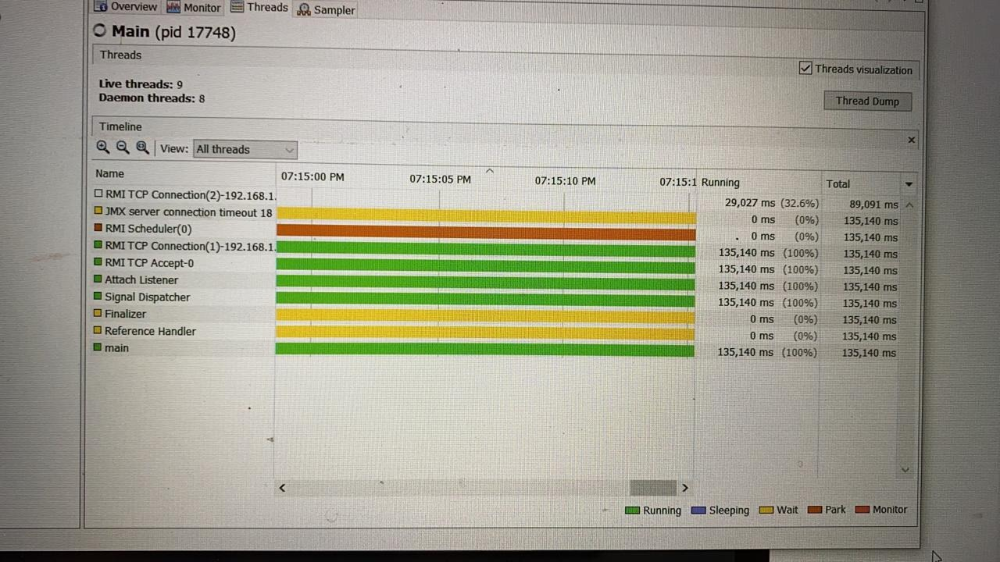 Overview Monitor Threads Sampler
Main (pid 17748)
Threads
Threads visualization
Live threads: 9
Daemon threads: 8
Thread Dump
Timeline
View: All threads
Name 07:15:00 PM 07:15:05 PM 07:15:10 PM 07:15:1 Running Total
RMI TCP Connection(2)-192.168.1. 29,027 ms (32.6%) 89,091 ms
JMX server connection timeout 18 0 ms (0%) 135,140 ms
RMI Scheduler(0) 0 ms (0%) 135,140 ms
RMI TCP Connection(1)-192.168.1. 135,140 ms (100%) 135,140 ms
RMI TCP Accept-0 135,140 ms (100%) 135,140 ms
Attach Listener 135,140 ms (100%) 135,140 ms
Signal Dispatcher 135,140 ms (100%) 135,140 ms
Finalizer 0 ms (0%) 135,140 ms
Reference Handler 0 ms (0%) 135,140 ms
main 135,140 ms (100%) 135,140 ms
Running Sleeping Wait Park Monitor